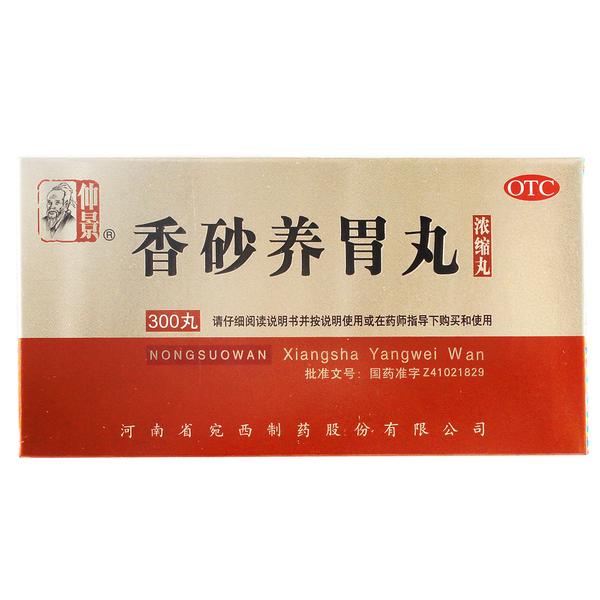 仲景®
OTC
香砂养胃丸
浓缩丸
300丸 请仔细阅读说明书并按说明使用或在药师指导下购买和使用
NONGSUOWAN Xiangsha Yangwei Wan
批准文号：国药准字Z41021829
河南省宛西制药股份有限公司